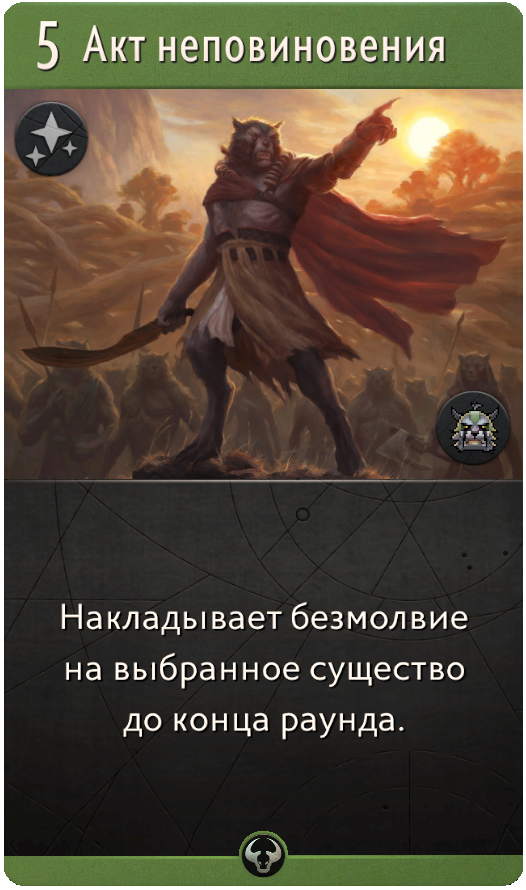 5 Акт неповиновения
Накладывает безмолвие
на выбранное существо
до конца раунда.